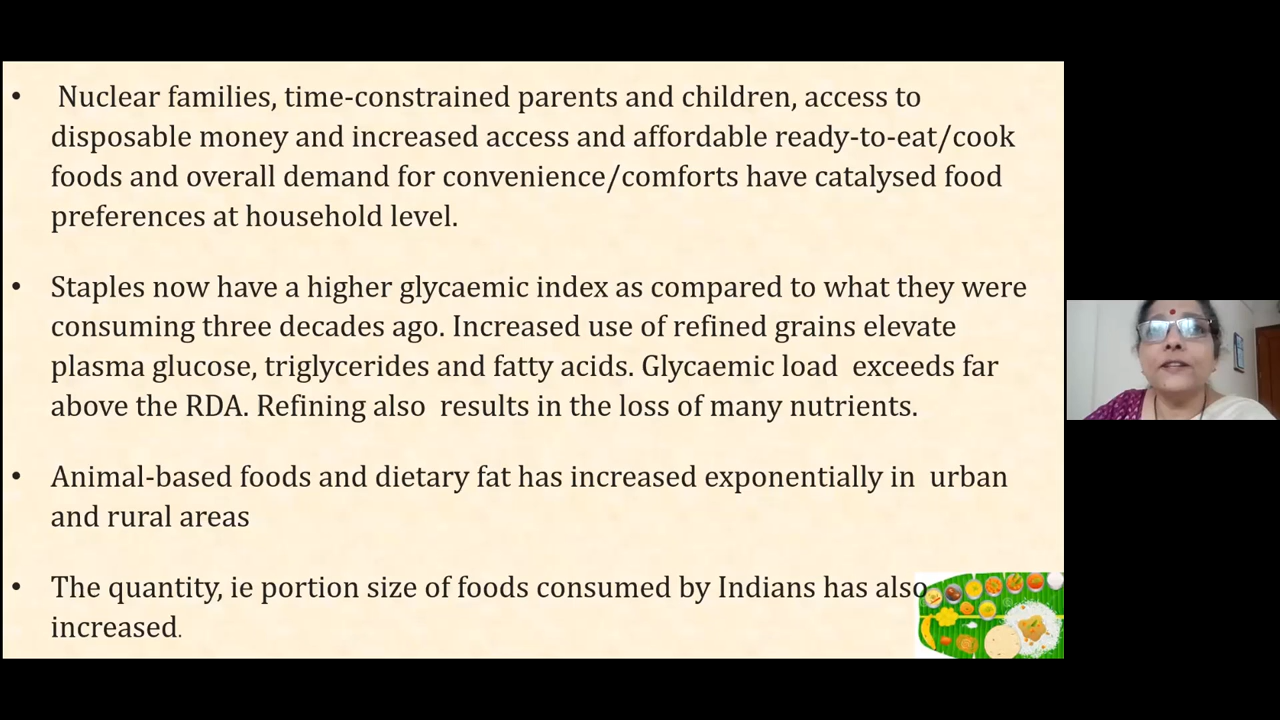 • Nuclear families, time-constrained parents and children, access to
disposable money and increased access and affordable ready-to-eat/cook
foods and overall demand for convenience/comforts have catalysed food
preferences at household level.
• Staples now have a higher glycaemic index as compared to what they were
consuming three decades ago. Increased use of refined grains elevate
plasma glucose, triglycerides and fatty acids. Glycaemic load exceeds far
above the RDA. Refining also results in the loss of many nutrients.
• Animal-based foods and dietary fat has increased exponentially in urban
and rural areas
• The quantity, ie portion size of foods consumed by Indians has also
increased.